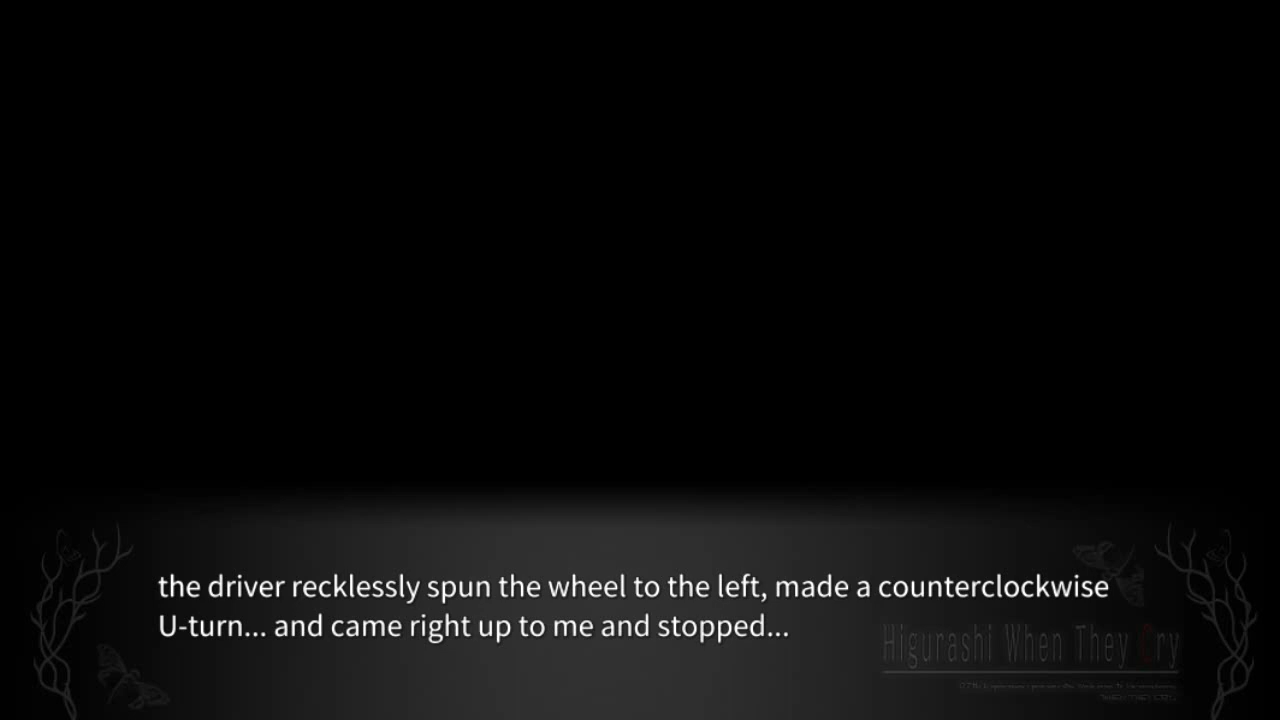 the driver recklessly spun the wheel to the left, made a counterclockwise
U-turn... and came right up to me and stopped...
Higurashi When They Cry